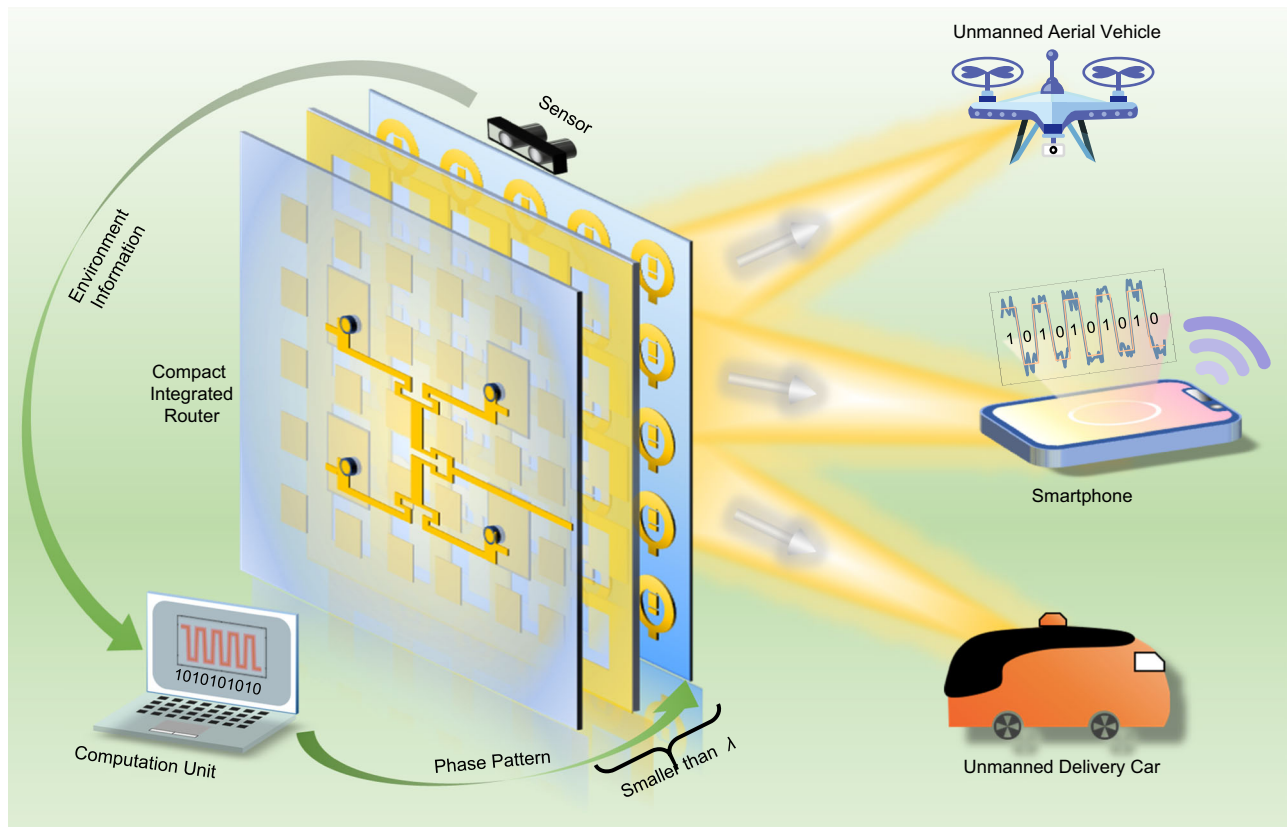 Unmanned Aerial Vehicle
Sensor
Environment
Information
1 0 1 0 1 0 1 0 1 0
Compact
Integrated
Router
Smartphone
1010101010
Computation Unit
Phase Pattern
Smaller than λ
Unmanned Delivery Car